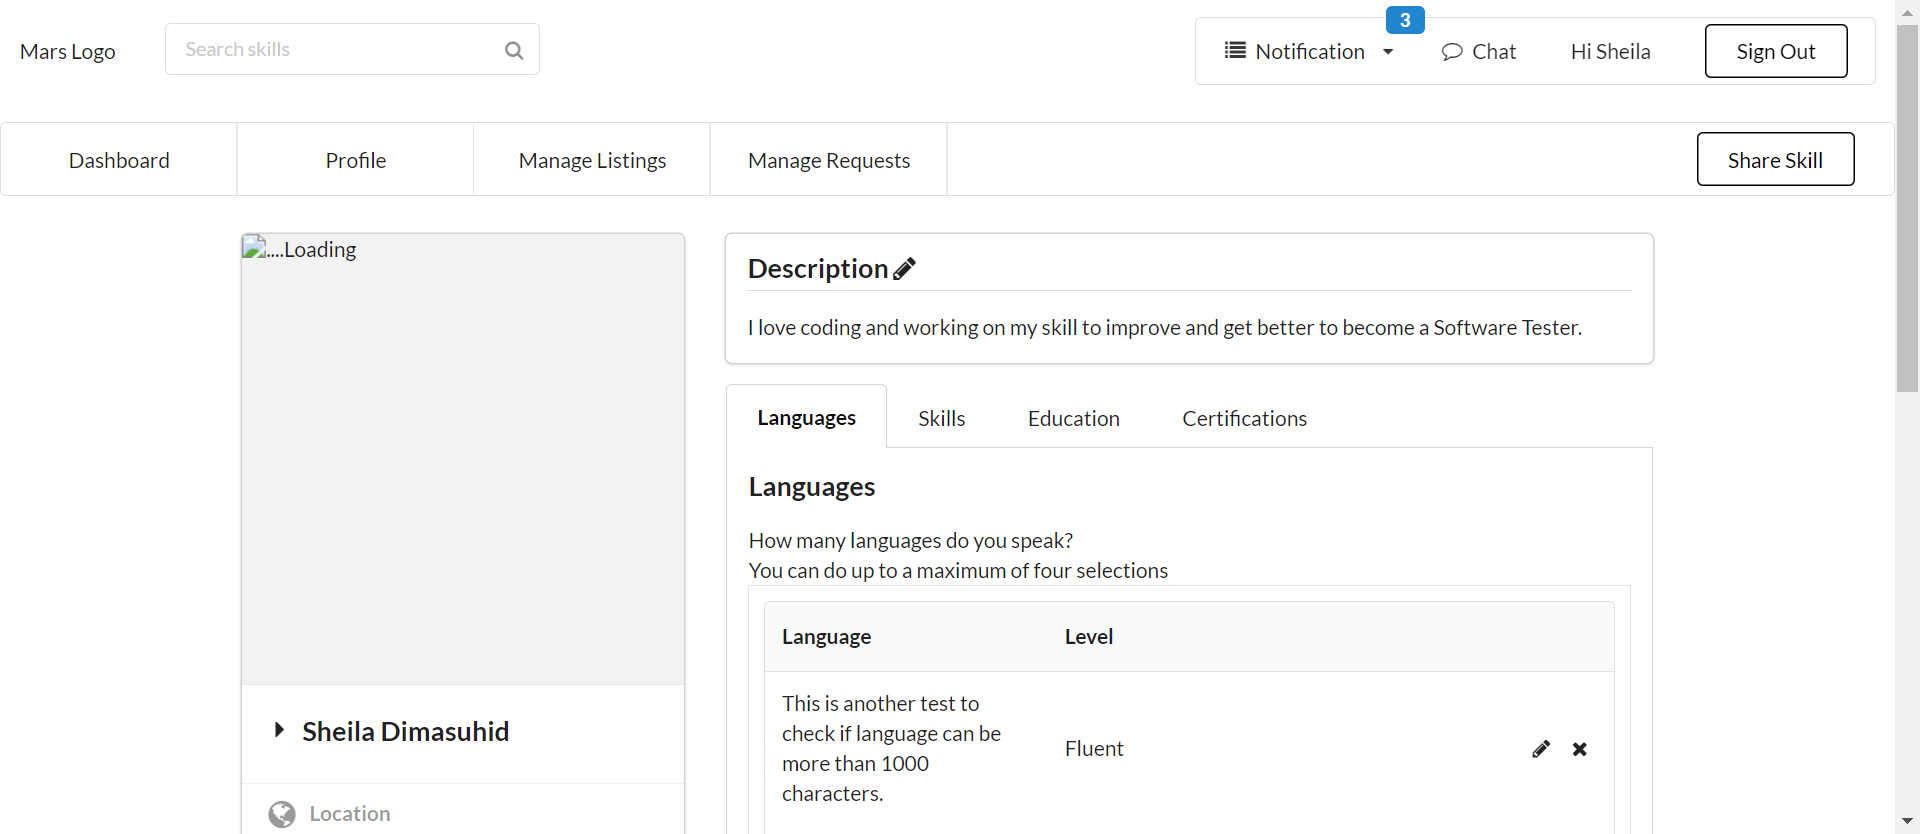 Mars Logo
Search skills
Notification
3
Chat
Hi Sheila
Sign Out
Dashboard
Profile
Manage Listings
Manage Requests
Share Skill
....Loading
Sheila Dimasuhid
Location
Description
I love coding and working on my skill to improve and get better to become a Software Tester.
Languages
Skills
Education
Certifications
Languages
How many languages do you speak?
You can do up to a maximum of four selections
Language
Level
This is another test to
check if language can be
more than 1000
characters.
Fluent